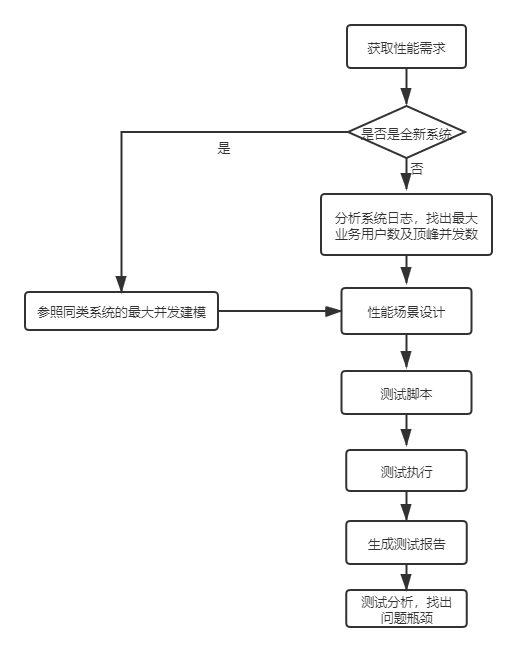 获取性能需求
是否是全新系统
是
否
分析系统日志，找出最大
业务用户数及顶峰并发数
参照同类系统的最大并发建模
性能场景设计
测试脚本
测试执行
生成测试报告
测试分析，找出
问题瓶颈